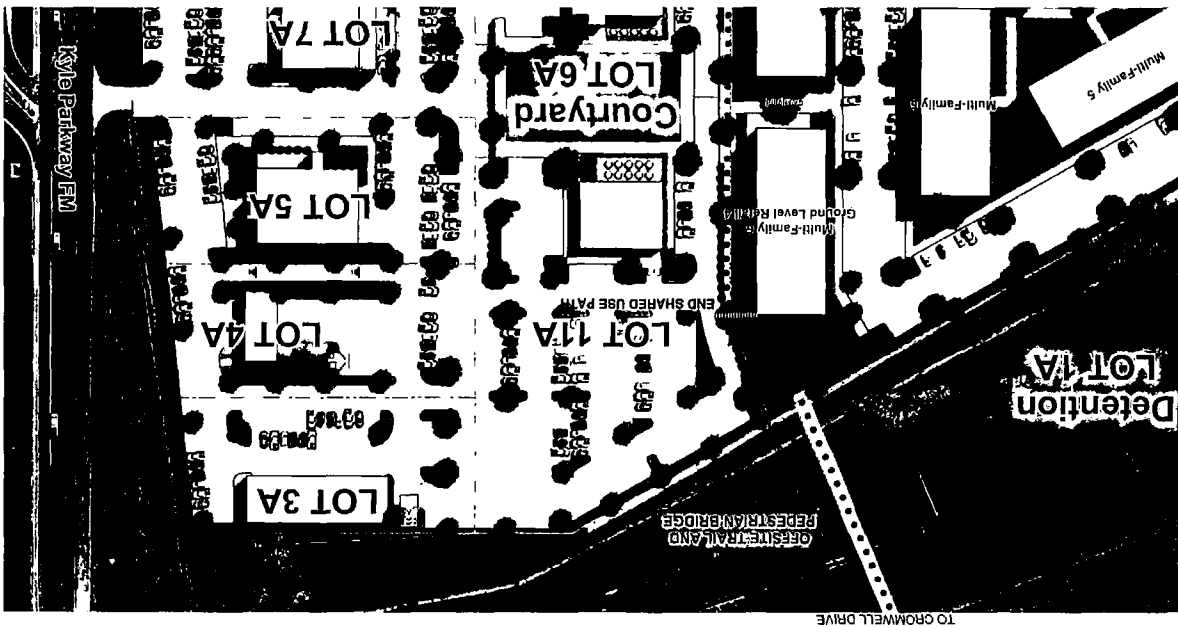 TO CROMWELL DRIVE
OFFSITE TRAIL AND
PEDESTRIAN BRIDGE
LOT 3A
Detention
LOT 1A
LOT 11A
LOT 4A
END SHARED USE PATH
Multi-Family
Ground Level Retail
LOT 5A
Courtyard
LOT 6A
Multi-Family
Multi-Family 5
LOT 7A
Kyle Parkway FM